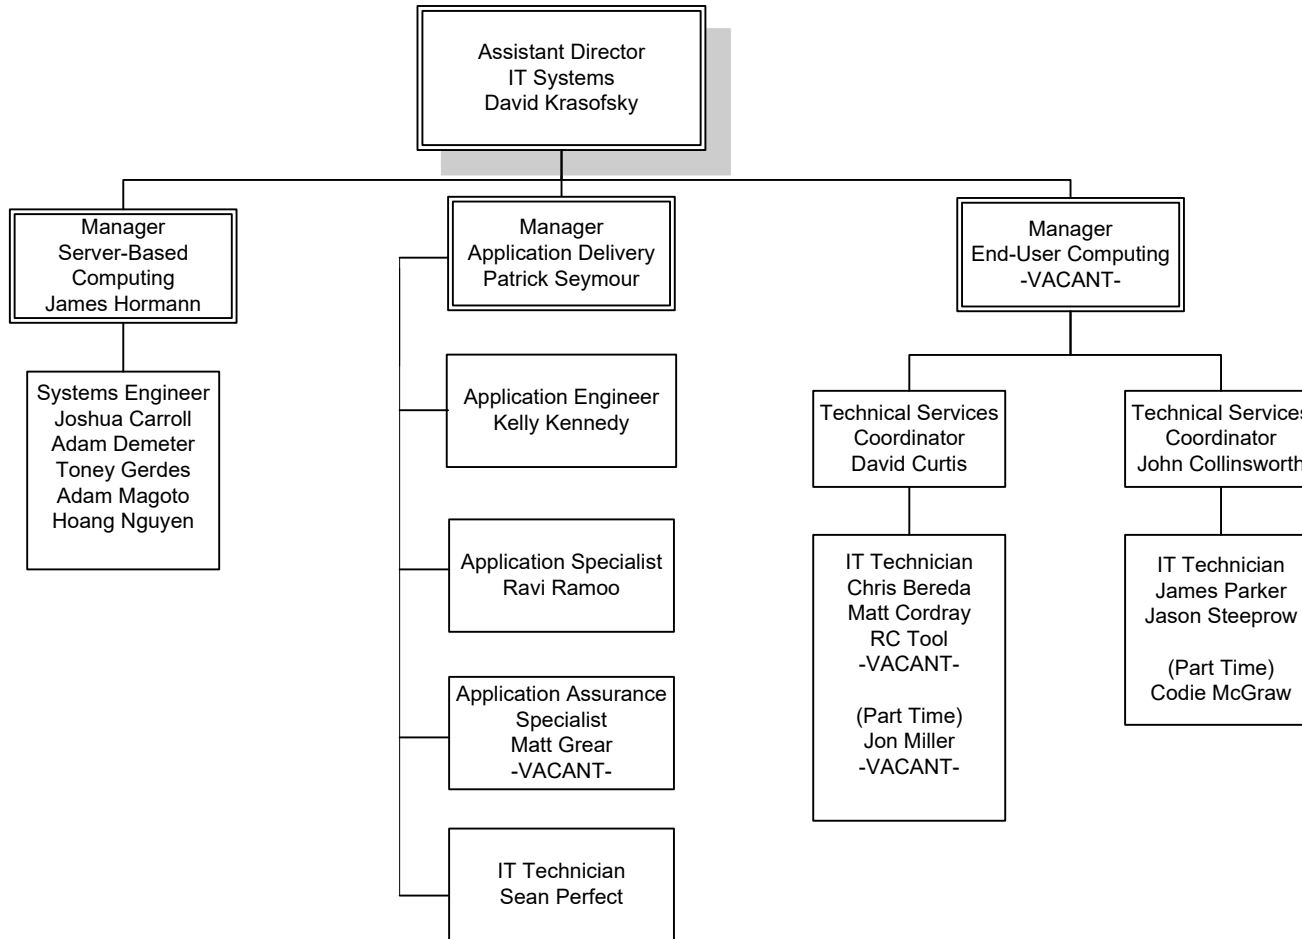 Assistant Director
IT Systems
David Krasofsky
Manager
Server-Based
Computing
James Hormann
Manager
Application Delivery
Patrick Seymour
Manager
End-User Computing
-VACANT-
Systems Engineer
Joshua Carroll
Adam Demeter
Toney Gerdes
Adam Magoto
Hoang Nguyen
Application Engineer
Kelly Kennedy
Application Specialist
Ravi Ramoo
Application Assurance
Specialist
Matt Grear
-VACANT-
IT Technician
Sean Perfect
Technical Services
Coordinator
David Curtis
IT Technician
Chris Bereda
Matt Cordray
RC Tool
-VACANT-
(Part Time)
Jon Miller
-VACANT-
Technical Services
Coordinator
John Collinsworth
IT Technician
James Parker
Jason Steeprow
(Part Time)
Codie McGraw